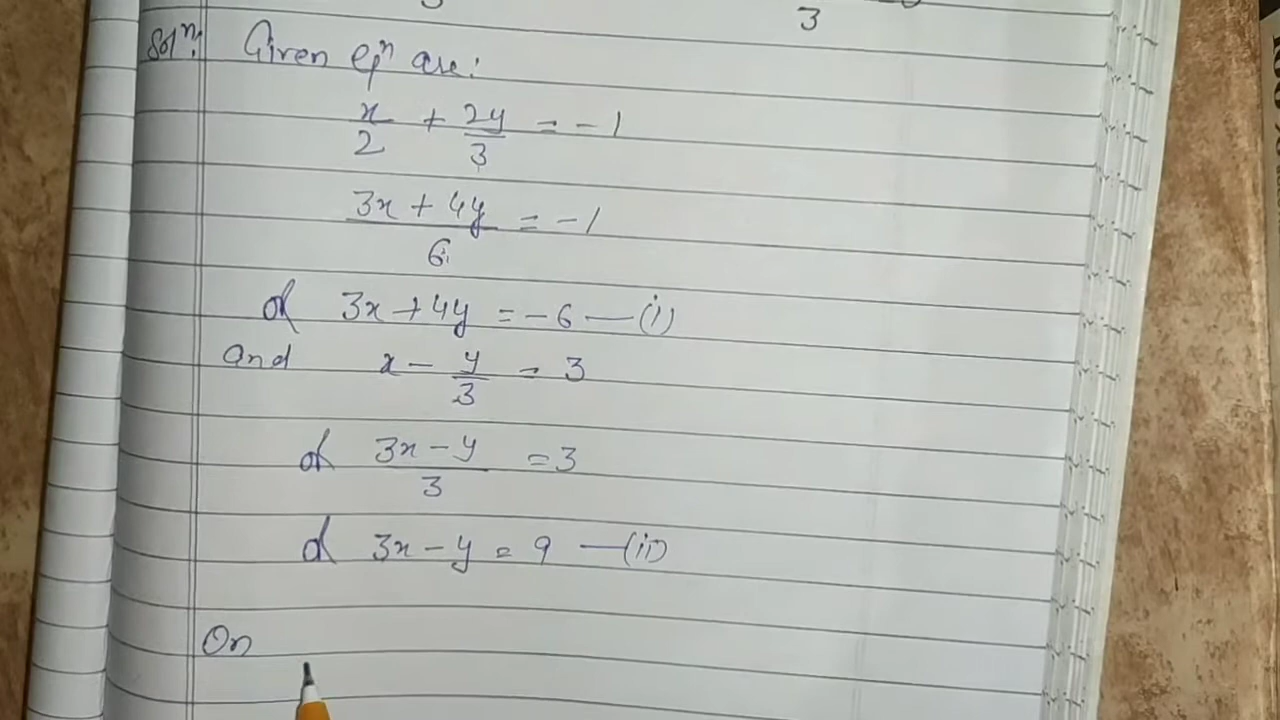 3
Solⁿ: Given eqⁿ are:
x/2 + 2y/3 = -1
(3x + 4y)/6 = -1
or 3x + 4y = -6 —(i)
and x - y/3 = 3
or (3x - y)/3 = 3
or 3x - y = 9 —(ii)
On